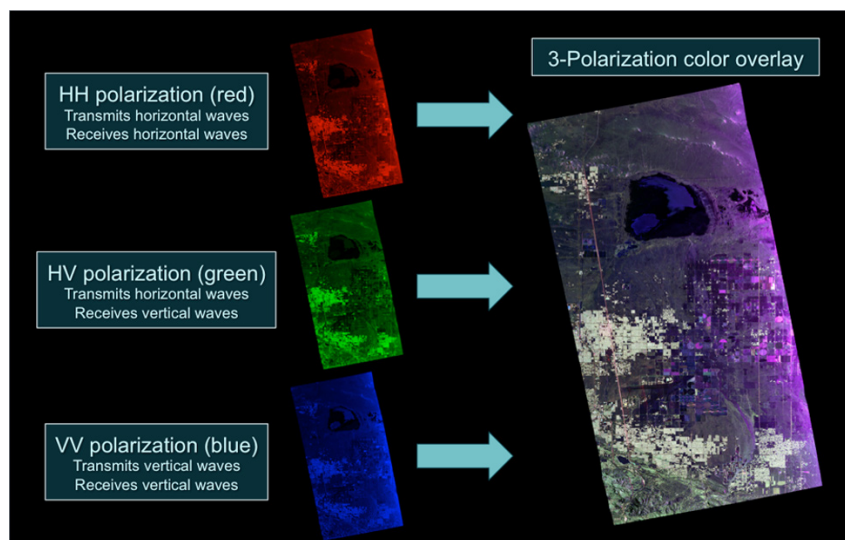 HH polarization (red)
Transmits horizontal waves
Receives horizontal waves
HV polarization (green)
Transmits horizontal waves
Receives vertical waves
VV polarization (blue)
Transmits vertical waves
Receives vertical waves
3-Polarization color overlay